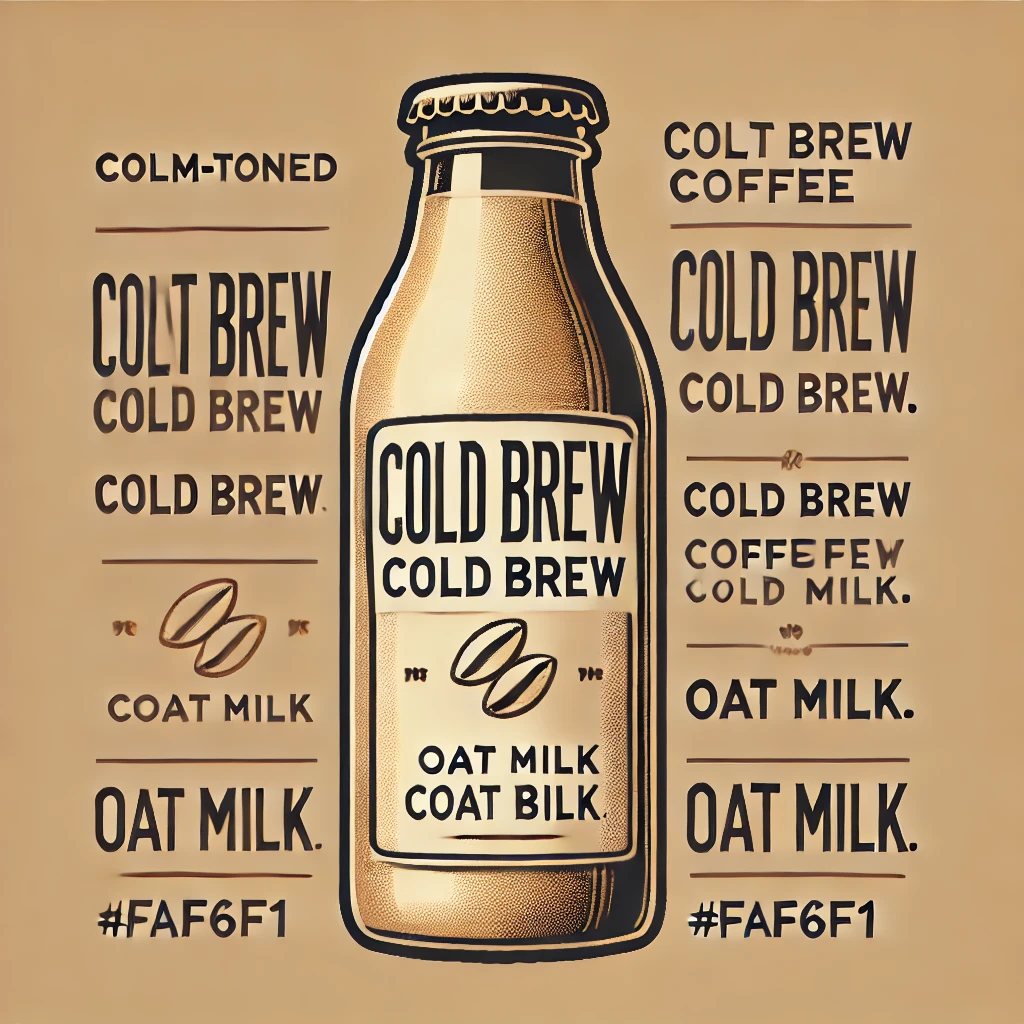 COLM-TONED
COLT BREW
COLD BREW
COLD BREW.
COAT MILK
OAT MILK.
#FAF6F1
COLD BREW
COLD BREW
OAT MILK
COAT BILK.
COLT BREW
COFFEE
COLD BREW
COLD BREW.
COLD BREW
COFFEFEW
COLD MILK.
OAT MILK.
OAT MILK.
#FAF6F1